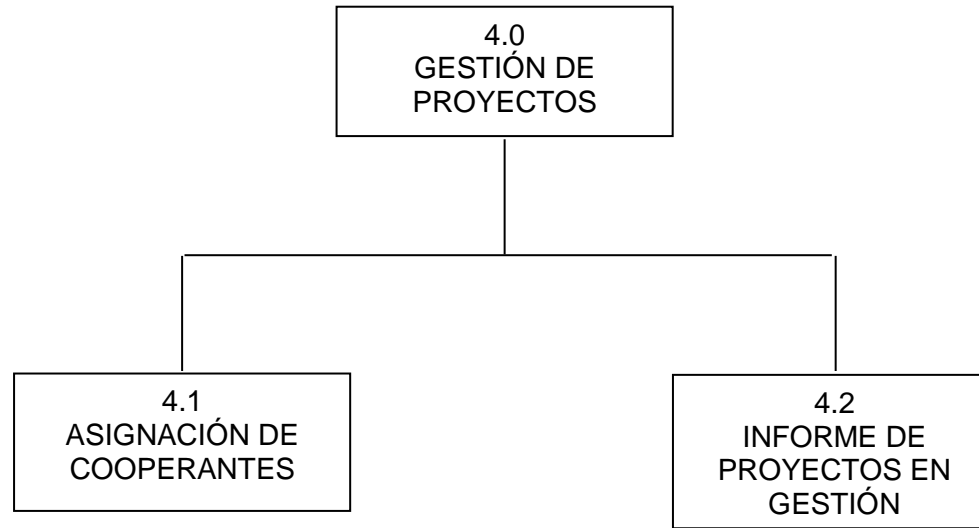 4.0
GESTIÓN DE
PROYECTOS
4.1
ASIGNACIÓN DE
COOPERANTES
4.2
INFORME DE
PROYECTOS EN
GESTIÓN